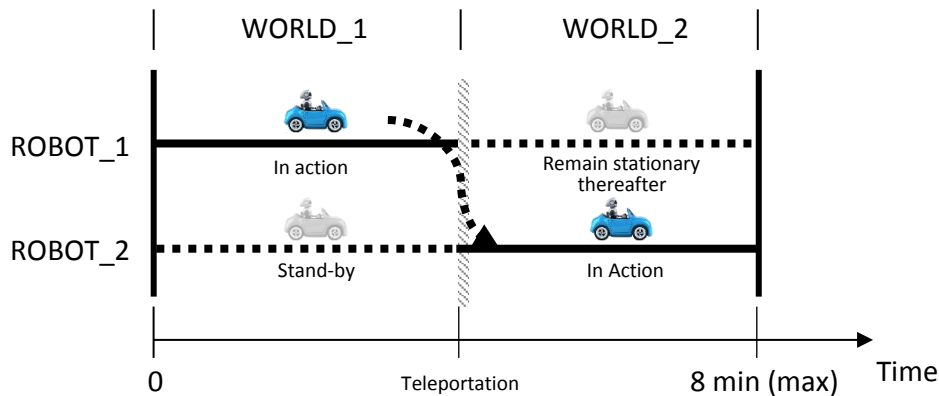 WORLD_1
WORLD_2
ROBOT_1
In action
Remain stationary
thereafter
ROBOT_2
Stand-by
In Action
0
Teleportation
8 min (max)
Time